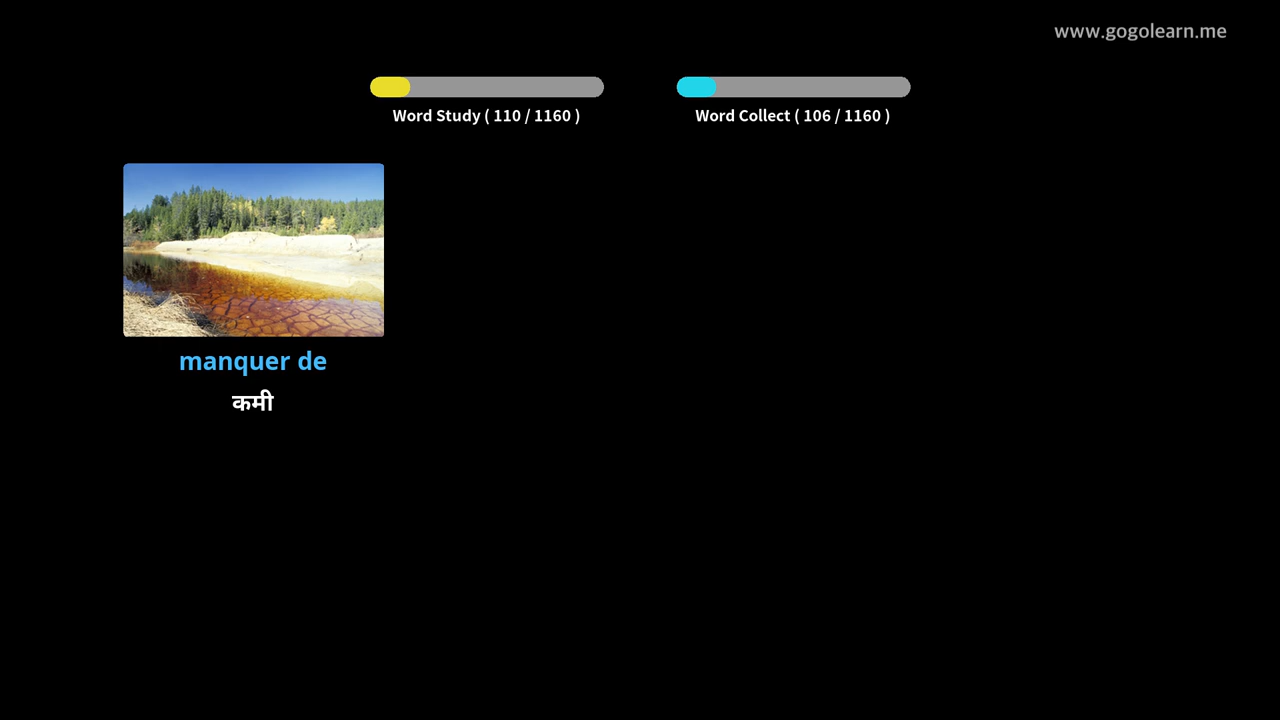 www.gogolearn.me
Word Study ( 110 / 1160 )
Word Collect ( 106 / 1160 )
manquer de
कमी